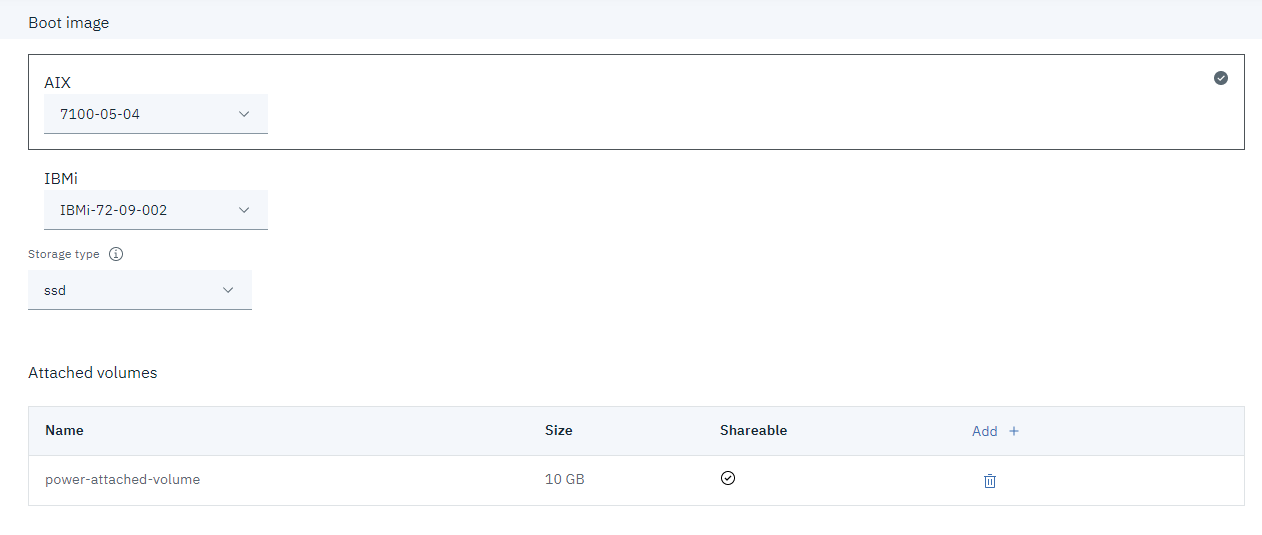 Boot image
AIX
7100-05-04
IBMi
IBMi-72-09-002
Storage type
ssd
Attached volumes
Name Size Shareable Add +
power-attached-volume 10 GB